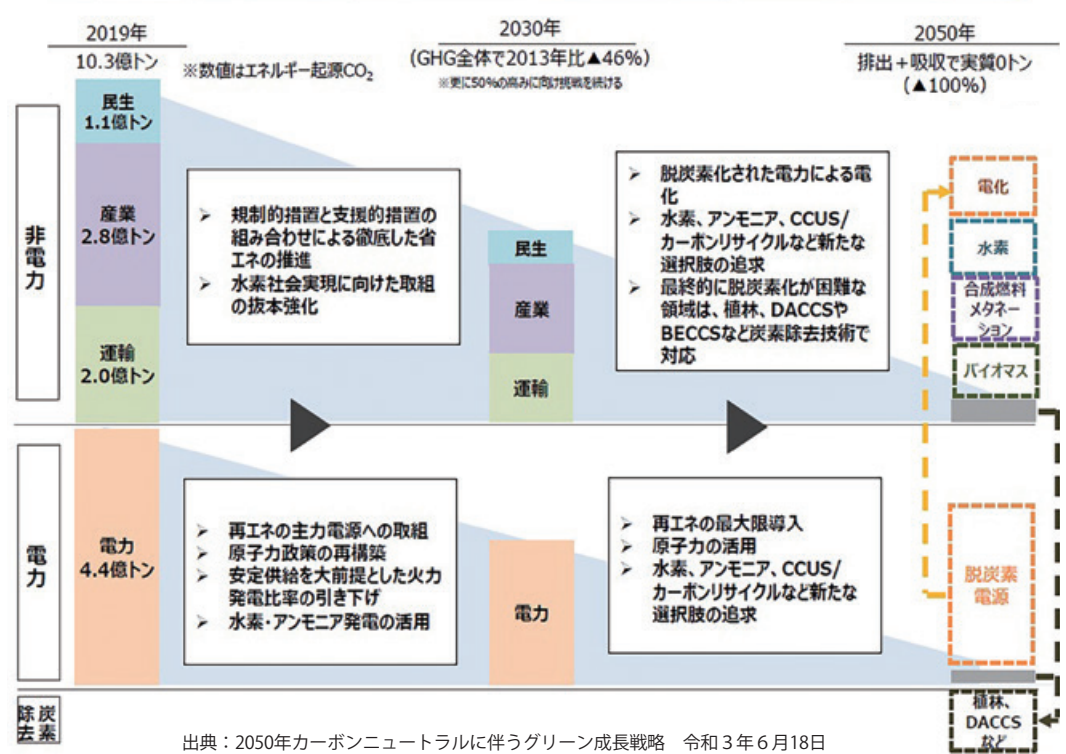 2019年
10.3億トン
※数値はエネルギー起源CO₂
2030年
(GHG全体で2013年比▲46%)
※更に50%の高みに向け挑戦を続ける
2050年
排出+吸収で実質0トン
(▲100%)
非電力
民生
1.1億トン
産業
2.8億トン
運輸
2.0億トン
➢ 規制的措置と支援的措置の
組み合わせによる徹底した省
エネの推進
➢ 水素社会実現に向けた取組
の抜本強化
民生
産業
運輸
➢ 脱炭素化された電力による電
化
➢ 水素、アンモニア、CCUS/
カーボンリサイクルなど新たな
選択肢の追求
➢ 最終的に脱炭素化が困難な
領域は、植林、DACCSや
BECCSなど炭素除去技術で
対応
電化
水素
合成燃料
メタネー
ション
バイオマス
電力
電力
4.4億トン
➢ 再エネの主力電源への取組
➢ 原子力政策の再構築
➢ 安定供給を大前提とした火力
発電比率の引き下げ
➢ 水素・アンモニア発電の活用
電力
➢ 再エネの最大限導入
➢ 原子力の活用
➢ 水素、アンモニア、CCUS/
カーボンリサイクルなど新たな
選択肢の追求
脱炭素
電源
炭素
除去
植林、
DACCS
など
出典:2050年カーボンニュートラルに伴うグリーン成長戦略 令和3年6月18日